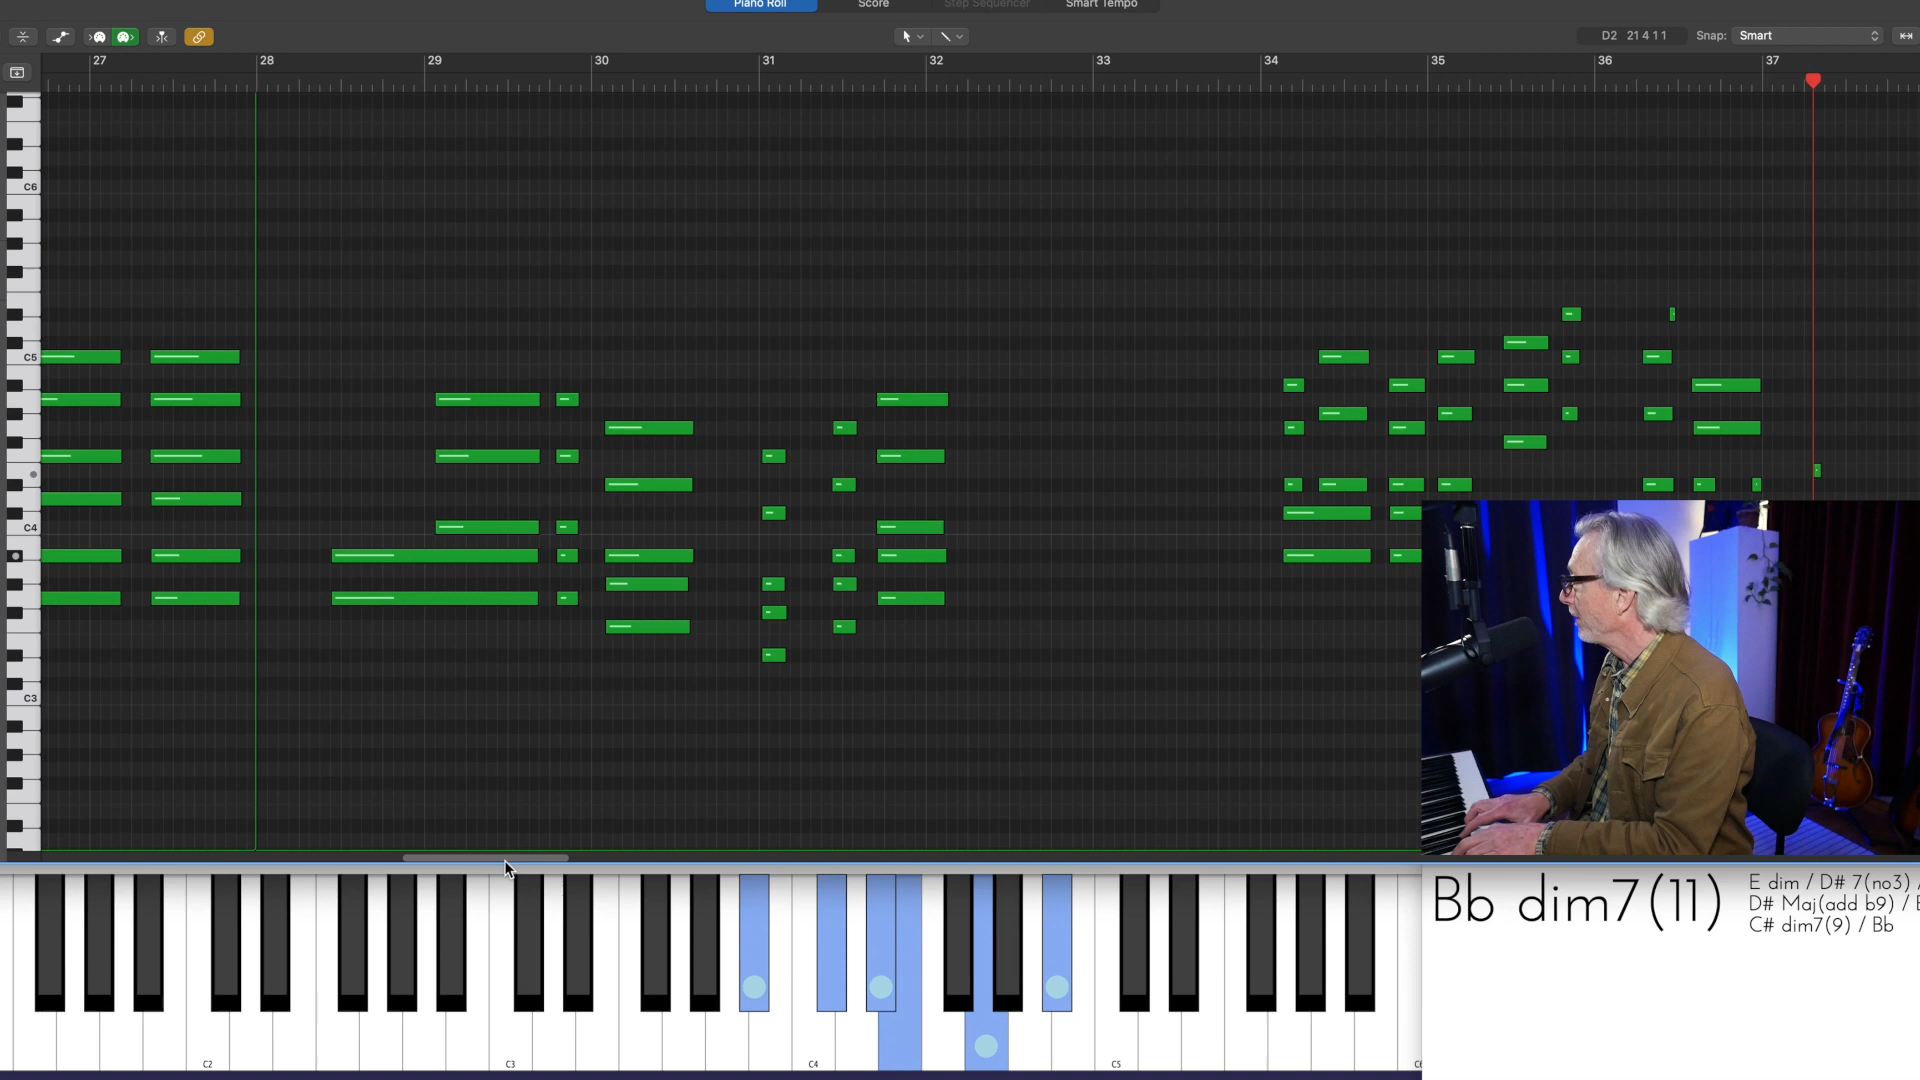 Piano Roll
Score
Step Sequencer
Smart Tempo
D2 21 4 1 1
Snap: Smart
27 28 29 30 31 32 33 34 35 36 37
C6
C5
C4
C3
Bb dim7(11)
E dim / D# 7(no3) /
D# Maj(add b9) /
C# dim7(9) / Bb
C2 C3 C4 C5